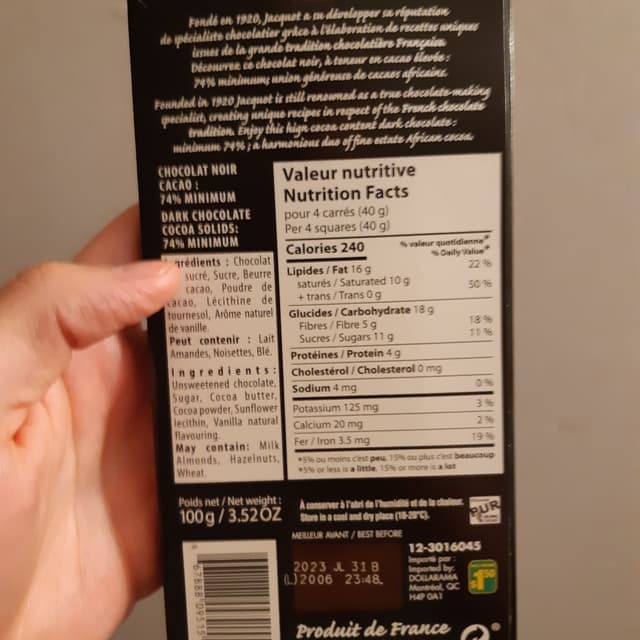 Fondé en 1920, Jacquot a su développer sa réputation
de spécialiste chocolatier grâce à l'élaboration de recettes uniques
issues de la grande tradition chocolatière Française
Découvrez ce chocolat noir, à teneur en cacao élevée :
74% minimum; union généreuse de cacaos africains.
Founded in 1920 Jacquot is still renowned as a true chocolate-making
specialist, creating unique recipes in respect of the French chocolate
tradition. Enjoy this high cocoa content dark chocolate :
minimum 74% ; a harmonious duo of fine estate African cocoa.
CHOCOLAT NOIR
CACAO :
74% MINIMUM
DARK CHOCOLATE
COCOA SOLIDS:
74% MINIMUM
Chocolat
sucré, Sucre, Beurre
cacao, Poudre de
cacao, Lécithine de
tournesol, Arôme naturel
de vanille.
Peut contenir : Lait
Amandes, Noisettes, Blé.
Ingredients:
Unsweetened chocolate,
Sugar, Cocoa butter,
Cocoa powder, Sunflower
lecithin, Vanilla natural
flavouring.
May contain: Milk
Almonds, Hazelnuts,
Wheat.
Valeur nutritive
Nutrition Facts
pour 4 carrés (40 g)
Per 4 squares (40 g)
Calories 240
% valeur quotidienne*
% Daily Value*
Lipides / Fat 16 g 22 %
saturés / Saturated 10 g 50 %
+ trans / Trans 0 g
Glucides / Carbohydrate 18 g
Fibres / Fibre 5 g 18 %
Sucres / Sugars 11 g 11 %
Protéines / Protein 4 g
Cholestérol / Cholesterol 0 mg
Sodium 4 mg 0 %
Potassium 125 mg 3 %
Calcium 20 mg 2 %
Fer / Iron 3.5 mg 19 %
*5% ou moins c'est peu, 15% ou plus c'est beaucoup
*5% or less is a little, 15% or more is a lot
Poids net / Net weight :
100g / 3.52OZ
À conserver à l'abri de l'humidité et de la chaleur.
Store in a cool and dry place (18-20°C).
PUR
MEILLEUR AVANT / BEST BEFORE
2023 JL 31 B
(L)2006 23:48
12-3016045
Importé par :
Imported by:
DOLLARAMA
Montréal, QC
H4P 0A1
Produit de France